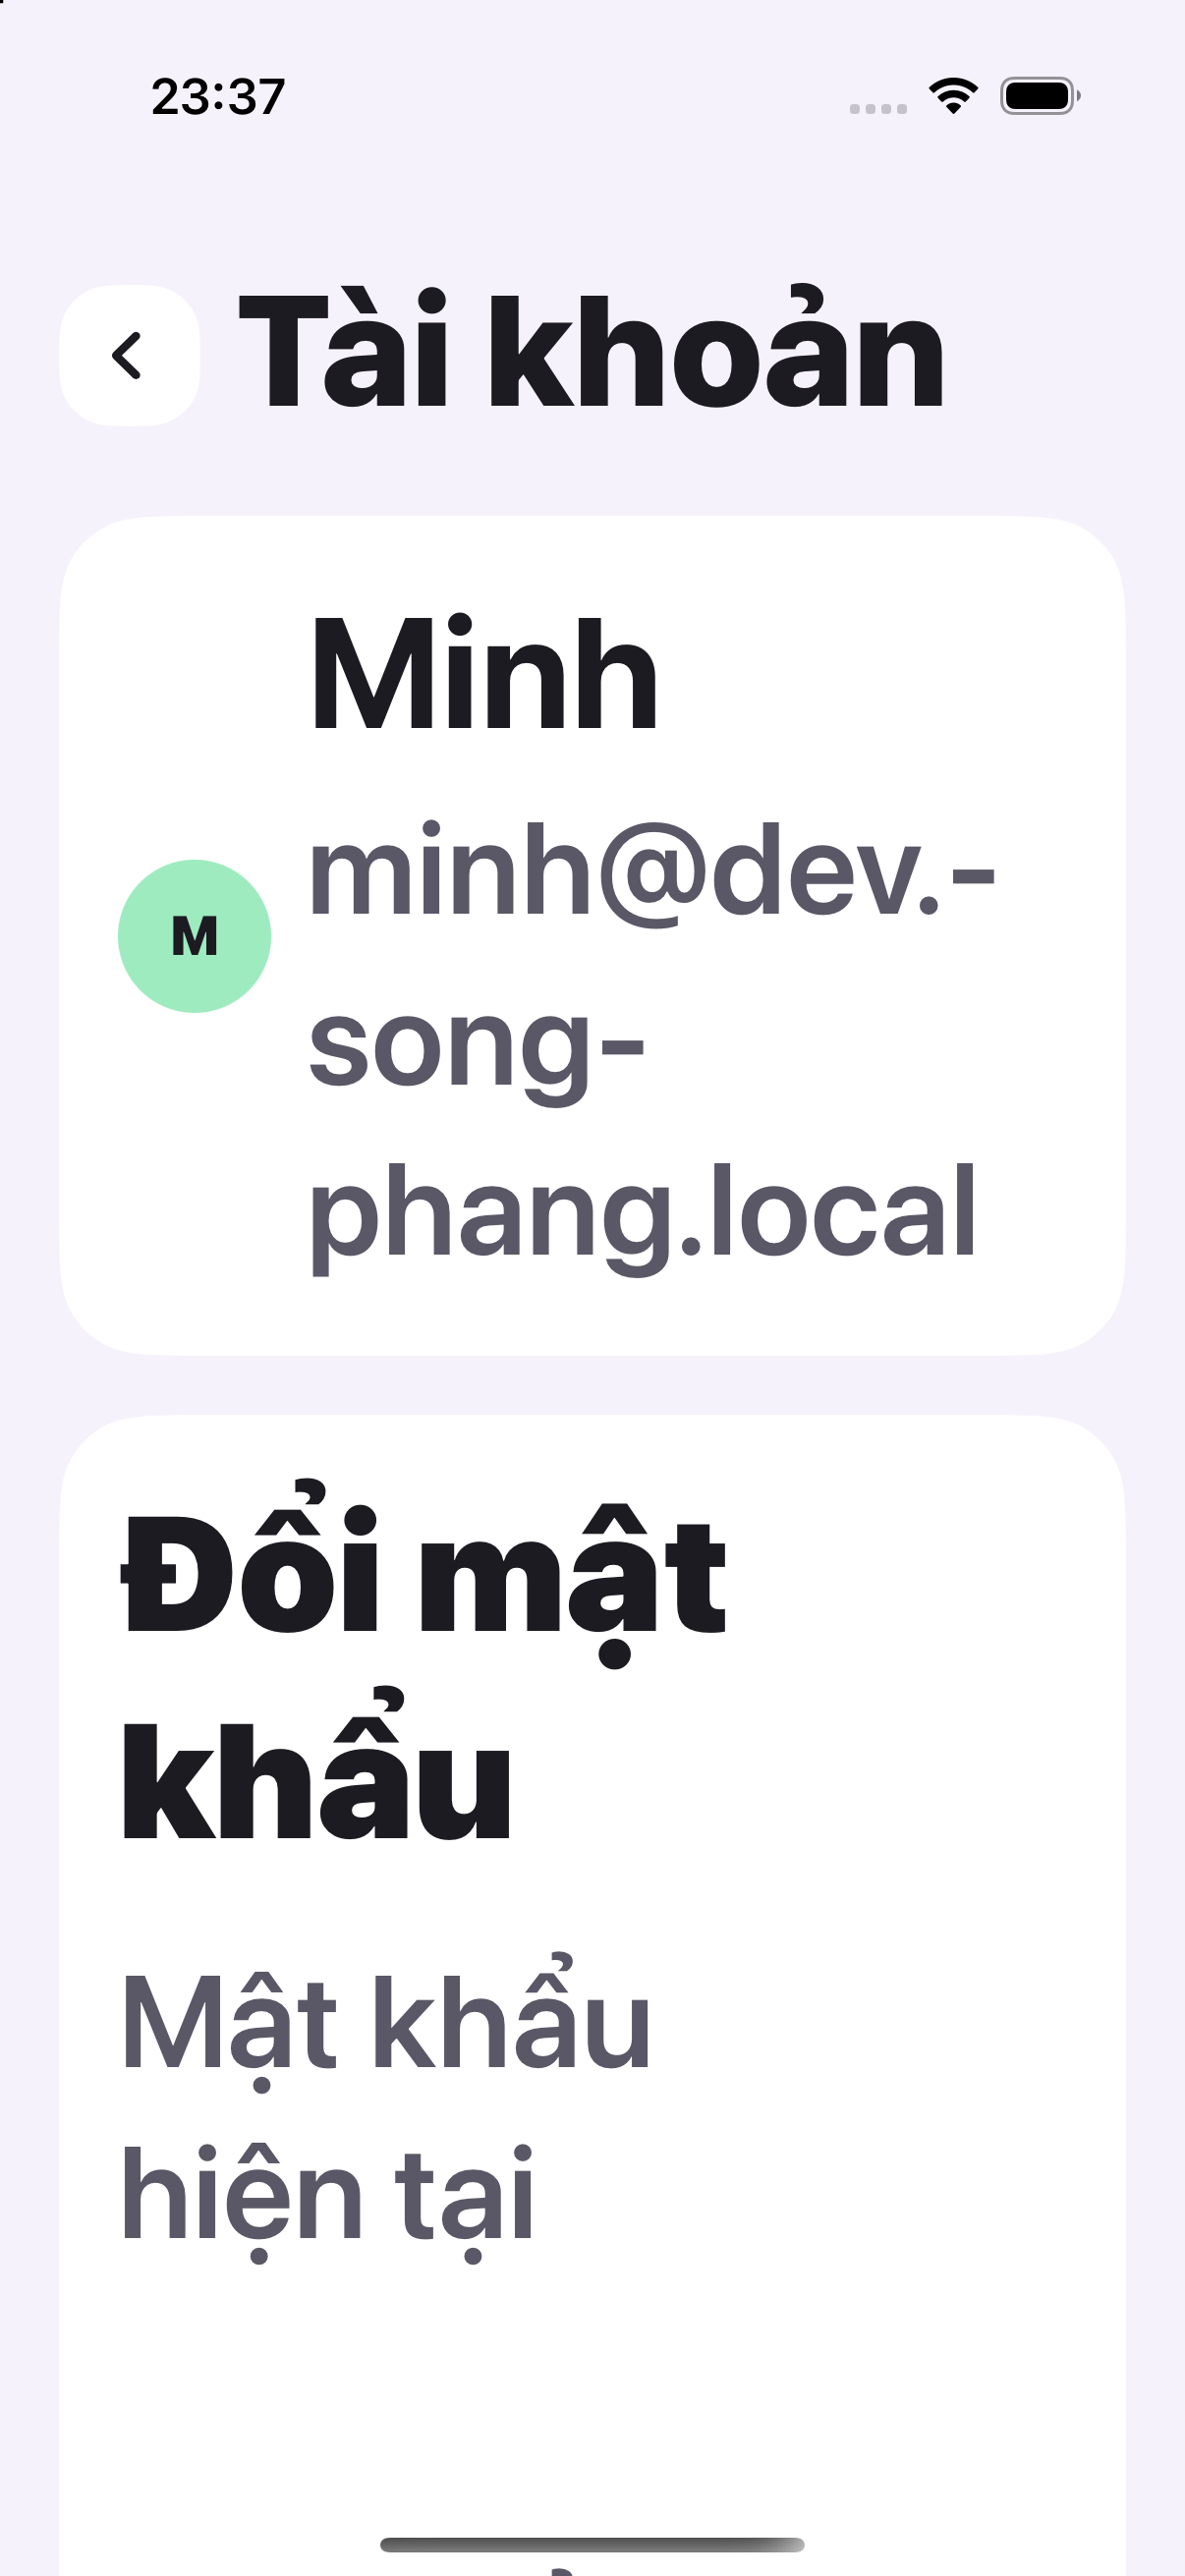 23:37
Tài khoản
Minh
minh@dev.-
song-
phang.local
M
Đổi mật
khẩu
Mật khẩu
hiện tại